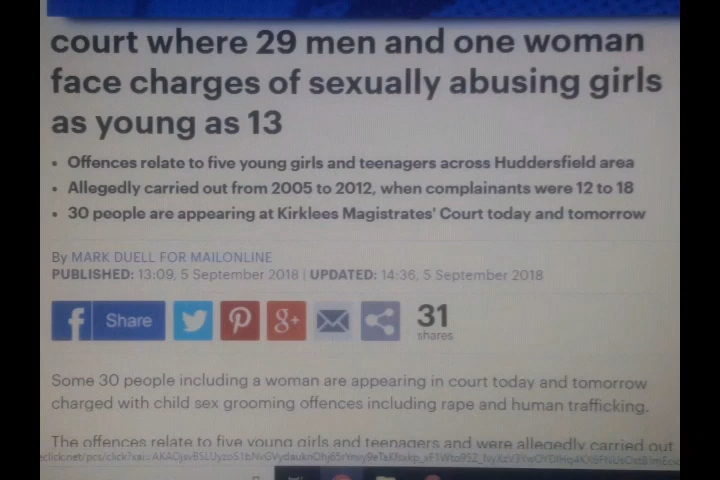 court where 29 men and one woman
face charges of sexually abusing girls
as young as 13
• Offences relate to five young girls and teenagers across Huddersfield area
• Allegedly carried out from 2005 to 2012, when complainants were 12 to 18
• 30 people are appearing at Kirklees Magistrates' Court today and tomorrow
By MARK DUELL FOR MAILONLINE
PUBLISHED: 13:09, 5 September 2018 | UPDATED: 14:36, 5 September 2018
f Share 8+ 31
shares
Some 30 people including a woman are appearing in court today and tomorrow
charged with child sex grooming offences including rape and human trafficking.
The offences relate to five young girls and teenagers and were allegedly carried out